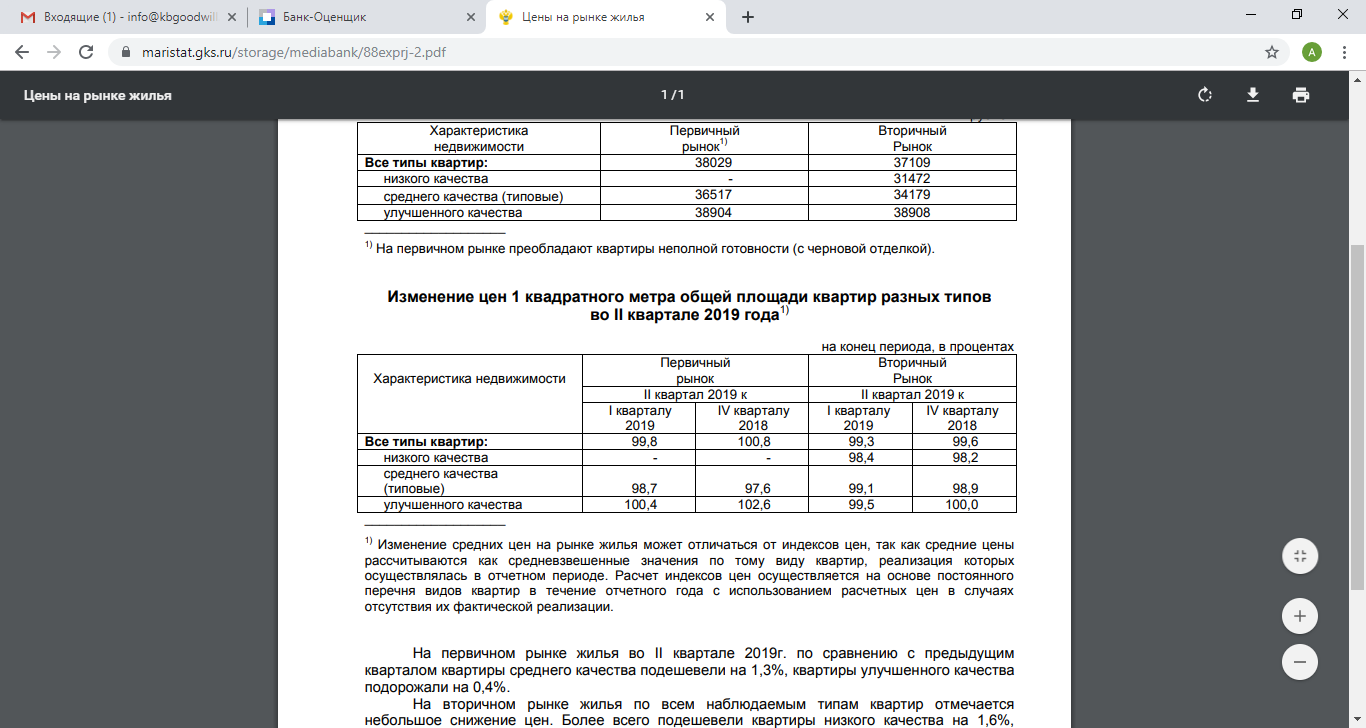 Входящие (1) - info@kbgoodwil
Банк-Оценщик
Цены на рынке жилья
maristat.gks.ru/storage/mediabank/88exprj-2.pdf
A
Цены на рынке жилья
1 / 1
Характеристика недвижимости Первичный рынок1) Вторичный Рынок
Все типы квартир: 38029 37109
низкого качества - 31472
среднего качества (типовые) 36517 34179
улучшенного качества 38904 38908
1) На первичном рынке преобладают квартиры неполной готовности (с черновой отделкой).
Изменение цен 1 квадратного метра общей площади квартир разных типов
во II квартале 2019 года1)
на конец периода, в процентах
Характеристика недвижимости Первичный рынок Вторичный Рынок
II квартал 2019 к II квартал 2019 к
I кварталу 2019 IV кварталу 2018 I кварталу 2019 IV кварталу 2018
Все типы квартир: 99,8 100,8 99,3 99,6
низкого качества - - 98,4 98,2
среднего качества
(типовые) 98,7 97,6 99,1 98,9
улучшенного качества 100,4 102,6 99,5 100,0
1) Изменение средних цен на рынке жилья может отличаться от индексов цен, так как средние цены
рассчитываются как средневзвешенные значения по тому виду квартир, реализация которых
осуществлялась в отчетном периоде. Расчет индексов цен осуществляется на основе постоянного
перечня видов квартир в течение отчетного года с использованием расчетных цен в случаях
отсутствия их фактической реализации.
На первичном рынке жилья во II квартале 2019г. по сравнению с предыдущим
кварталом квартиры среднего качества подешевели на 1,3%, квартиры улучшенного качества
подорожали на 0,4%.
На вторичном рынке жилья по всем наблюдаемым типам квартир отмечается
небольшое снижение цен. Более всего подешевели квартиры низкого качества на 1,6%,